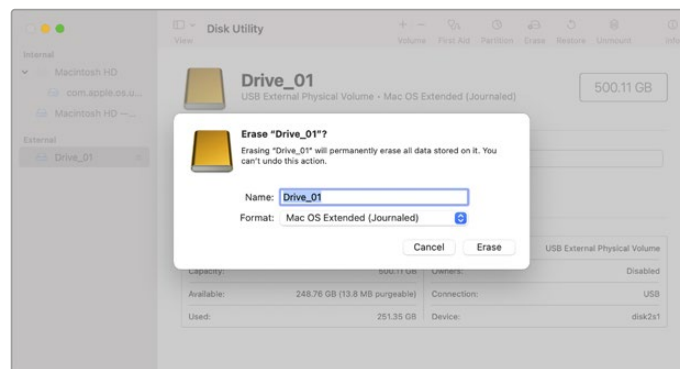 Disk Utility
View
Volume First Aid Partition Erase Restore Unmount Info
Internal
Macintosh HD
com.apple.os.u...
Macintosh HD —...
External
Drive_01
Drive_01
USB External Physical Volume • Mac OS Extended (Journaled)
500.11 GB
Erase “Drive_01”?
Erasing “Drive_01” will permanently erase all data stored on it. You
can’t undo this action.
Name: Drive_01
Format: Mac OS Extended (Journaled)
Cancel Erase
USB External Physical Volume
Capacity: 500.11 GB Owners: Disabled
Available: 248.76 GB (13.8 MB purgeable) Connection: USB
Used: 251.35 GB Device: disk2s1